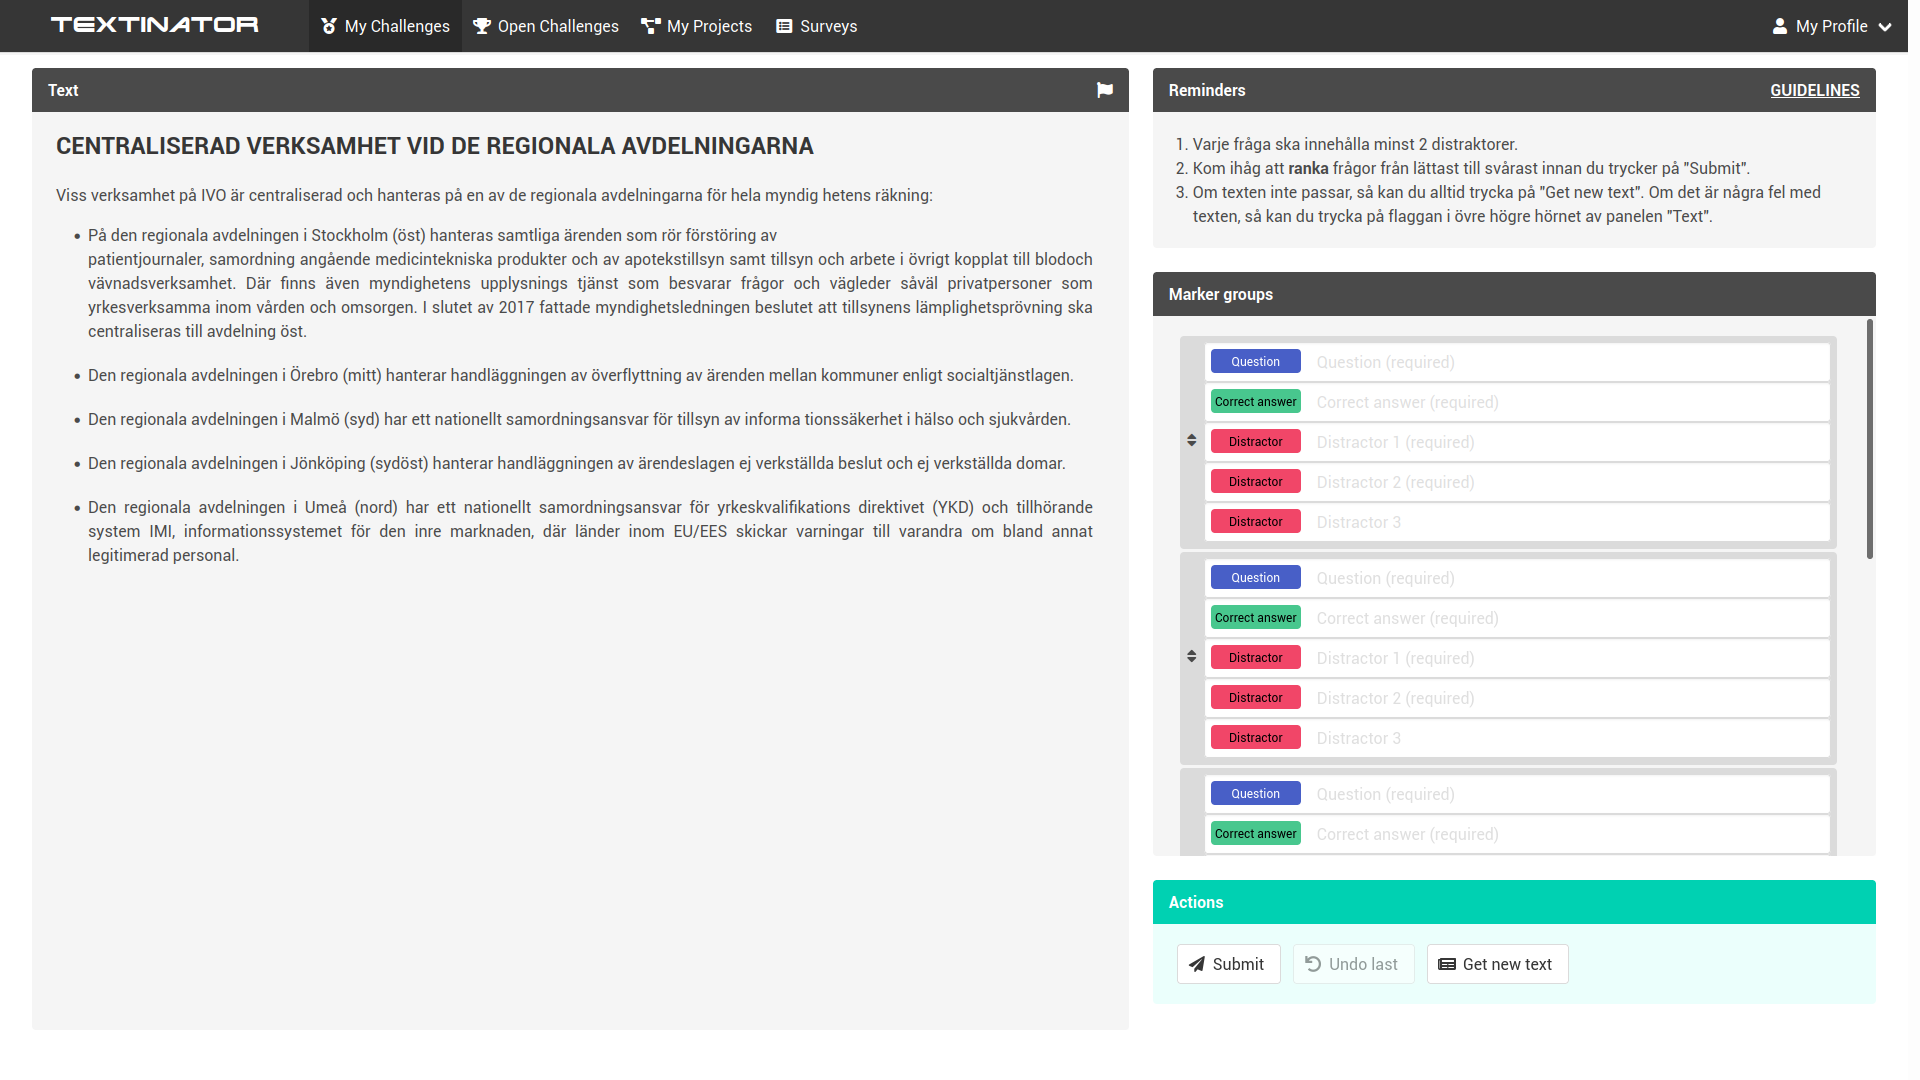 TEXTINATOR
My Challenges
Open Challenges
My Projects
Surveys
My Profile
Text
CENTRALISERAD VERKSAMHET VID DE REGIONALA AVDELNINGARNA
Viss verksamhet på IVO är centraliserad och hanteras på en av de regionala avdelningarna för hela myndig hetens räkning:
• På den regionala avdelningen i Stockholm (öst) hanteras samtliga ärenden som rör förstöring av
patientjournaler, samordning angående medicintekniska produkter och av apotekstillsyn samt tillsyn och arbete i övrigt kopplat till blodoch
vävnadsverksamhet. Där finns även myndighetens upplysnings tjänst som besvarar frågor och vägleder såväl privatpersoner som
yrkesverksamma inom vården och omsorgen. I slutet av 2017 fattade myndighetsledningen beslutet att tillsynens lämplighetsprövning ska
centraliseras till avdelning öst.
• Den regionala avdelningen i Örebro (mitt) hanterar handläggningen av överflyttning av ärenden mellan kommuner enligt socialtjänstlagen.
• Den regionala avdelningen i Malmö (syd) har ett nationellt samordningsansvar för tillsyn av informa tionssäkerhet i hälso och sjukvården.
• Den regionala avdelningen i Jönköping (sydöst) hanterar handläggningen av ärendeslagen ej verkställda beslut och ej verkställda domar.
• Den regionala avdelningen i Umeå (nord) har ett nationellt samordningsansvar för yrkeskvalifikations direktivet (YKD) och tillhörande
system IMI, informationssystemet för den inre marknaden, där länder inom EU/EES skickar varningar till varandra om bland annat
legitimerad personal.
Reminders
GUIDELINES
1. Varje fråga ska innehålla minst 2 distraktorer.
2. Kom ihåg att ranka frågor från lättast till svårast innan du trycker på "Submit".
3. Om texten inte passar, så kan du alltid trycka på "Get new text". Om det är några fel med
texten, så kan du trycka på flaggan i övre högre hörnet av panelen "Text".
Marker groups
Question Question (required)
Correct answer Correct answer (required)
Distractor Distractor 1 (required)
Distractor Distractor 2 (required)
Distractor Distractor 3
Question Question (required)
Correct answer Correct answer (required)
Distractor Distractor 1 (required)
Distractor Distractor 2 (required)
Distractor Distractor 3
Question Question (required)
Correct answer Correct answer (required)
Actions
Submit
Undo last
Get new text